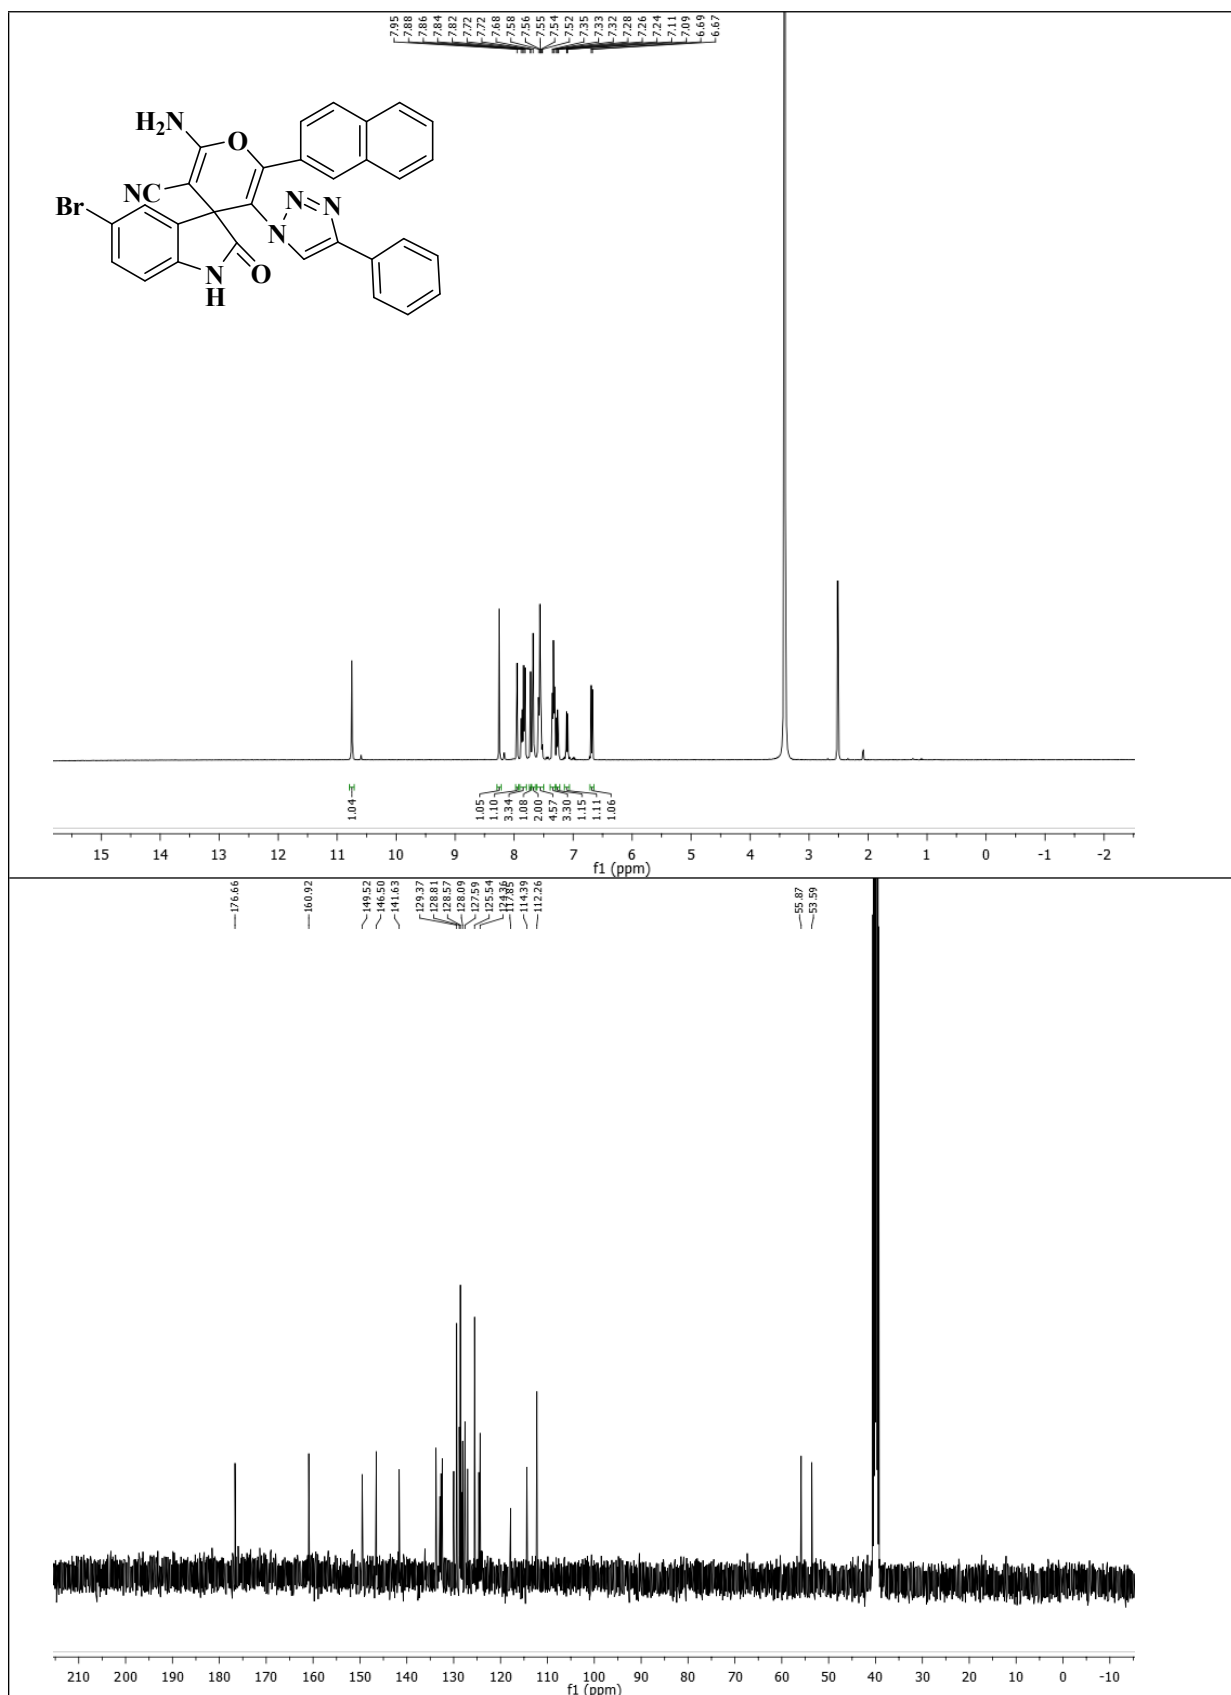 7.95 7.88 7.86 7.84 7.82 7.72 7.72 7.68 7.58 7.56 7.55 7.54 7.52 7.35 7.33 7.32 7.28 7.26 7.24 7.11 7.09 6.69 6.67
H₂N
O
NC
N=N
Br
N
N
H
O
1.04 1.05 1.10 3.34 1.08 2.00 4.57 3.30 1.15 1.11 1.06
15 14 13 12 11 10 9 8 7 6 5 4 3 2 1 0 -1 -2
f1 (ppm)
176.66 160.92 149.52 146.50 141.63 129.37 128.81 128.57 128.09 127.59 125.54 124.36 117.85 114.39 112.26 55.87 53.59
210 200 190 180 170 160 150 140 130 120 110 100 90 80 70 60 50 40 30 20 10 0 -10
f1 (ppm)